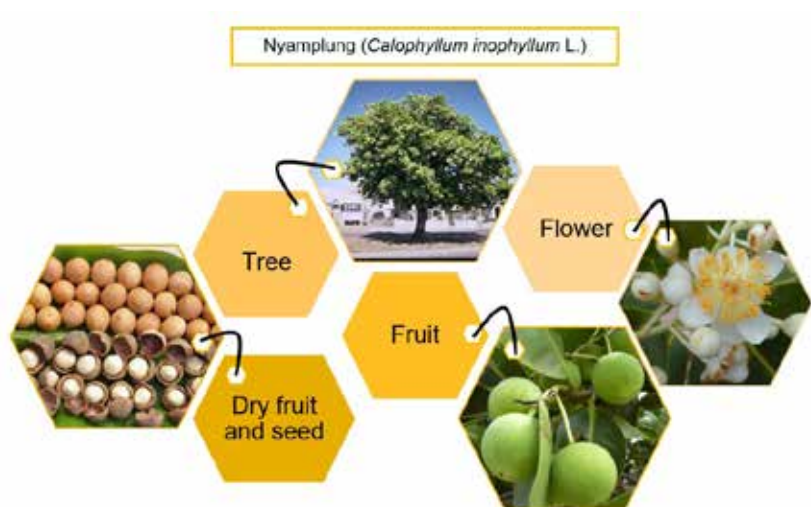 Nyamplung (Calophyllum inophyllum L.)
Tree
Flower
Fruit
Dry fruit
and seed